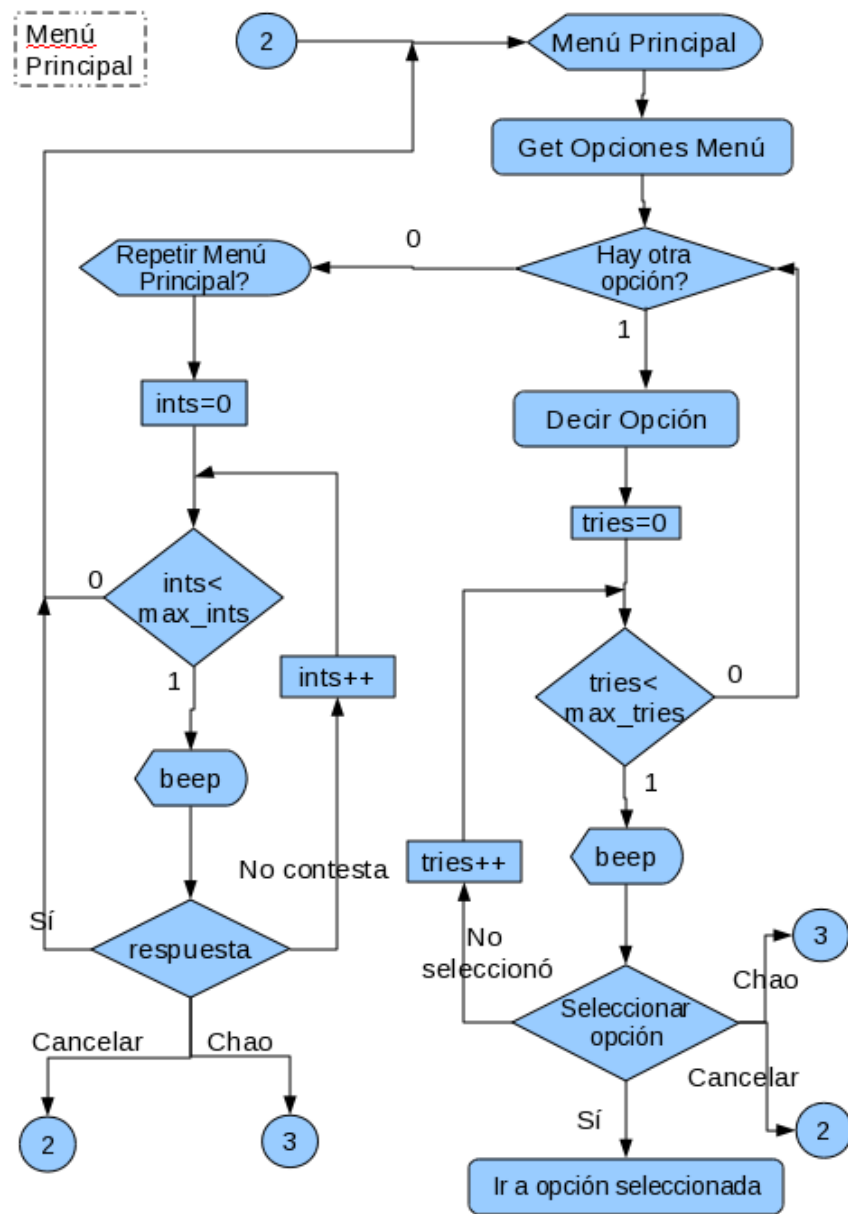 Menú
Principal
2
Menú Principal
Get Opciones Menú
0
Repetir Menú
Principal?
Hay otra
opción?
1
ints=0
Decir Opción
tries=0
0
ints<
max_ints
1
ints++
tries<
max_tries
0
1
beep
No contesta
tries++
beep
Sí
respuesta
No
seleccionó
3
Chao
Seleccionar
opción
Cancelar
Chao
Cancelar
2
3
Sí
2
Ir a opción seleccionada